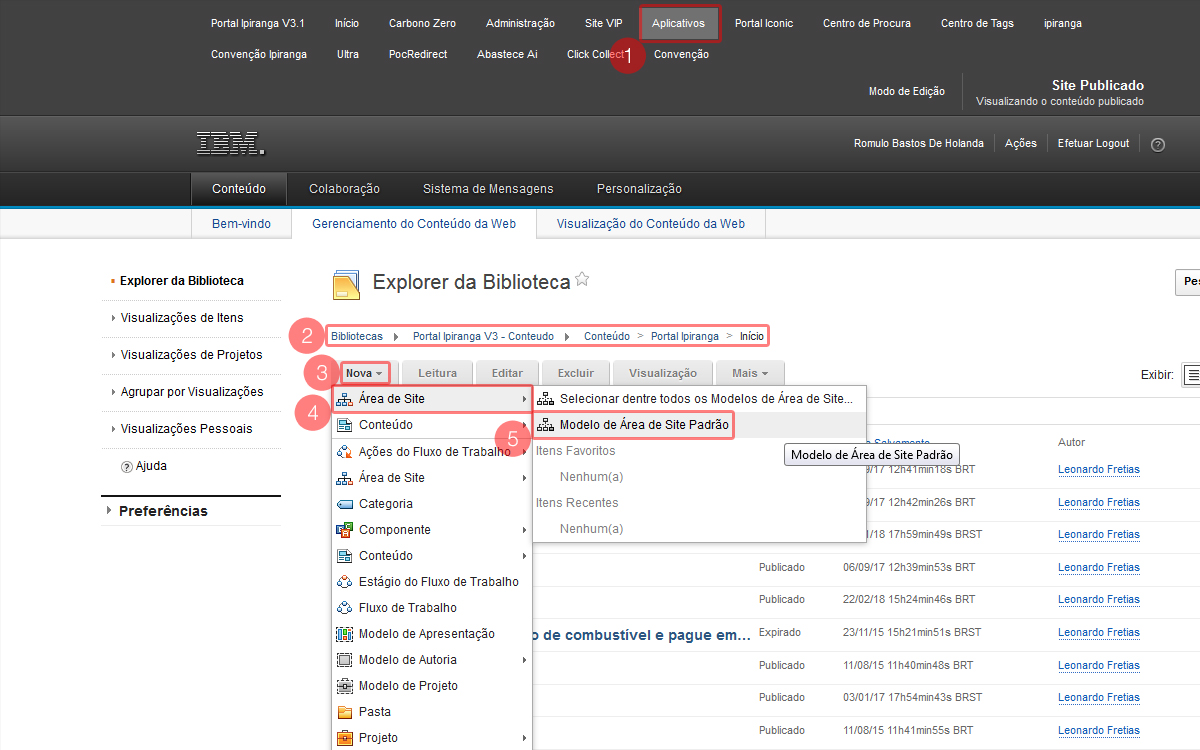 Portal Ipiranga V3.1 Início Carbono Zero Administração Site VIP Aplicativos Portal Iconic Centro de Procura Centro de Tags ipiranga
Convenção Ipiranga Ultra PocRedirect Abastece Ai Click Collect 1 Convenção
Modo de Edição
Site Publicado
Visualizando o conteúdo publicado
IBM.
Romulo Bastos De Holanda Ações Efetuar Logout ?
Conteúdo Colaboração Sistema de Mensagens Personalização
Bem-vindo Gerenciamento do Conteúdo da Web Visualização do Conteúdo da Web
Explorer da Biblioteca
Visualizações de Itens
Visualizações de Projetos
Agrupar por Visualizações
Visualizações Pessoais
? Ajuda
Preferências
Explorer da Biblioteca
2 Bibliotecas Portal Ipiranga V3 - Conteudo Conteúdo > Portal Ipiranga > Início
3 Nova Leitura Editar Excluir Visualização Mais
Exibir:
4 Área de Site
Conteúdo
Ações do Fluxo de Trabalho
Área de Site
Categoria
Componente
Conteúdo
Estágio do Fluxo de Trabalho
Fluxo de Trabalho
Modelo de Apresentação
Modelo de Autoria
Modelo de Projeto
Pasta
Projeto
Selecionar dentre todos os Modelos de Área de Site...
5 Modelo de Área de Site Padrão
Itens Favoritos
Nenhum(a)
Itens Recentes
Nenhum(a)
Modelo de Área de Site Padrão
Autor
12h41min18s BRT Leonardo Fretias
12h42min26s BRT Leonardo Fretias
17h59min49s BRST Leonardo Fretias
Publicado 06/09/17 12h39min53s BRT Leonardo Fretias
Publicado 22/02/18 15h24min46s BRT Leonardo Fretias
de combustível e pague em... Expirado 23/11/15 15h21min51s BRST Leonardo Fretias
Publicado 11/08/15 11h40min48s BRT Leonardo Fretias
Publicado 03/01/17 17h54min43s BRST Leonardo Fretias
Publicado 11/08/15 11h41min55s BRT Leonardo Fretias